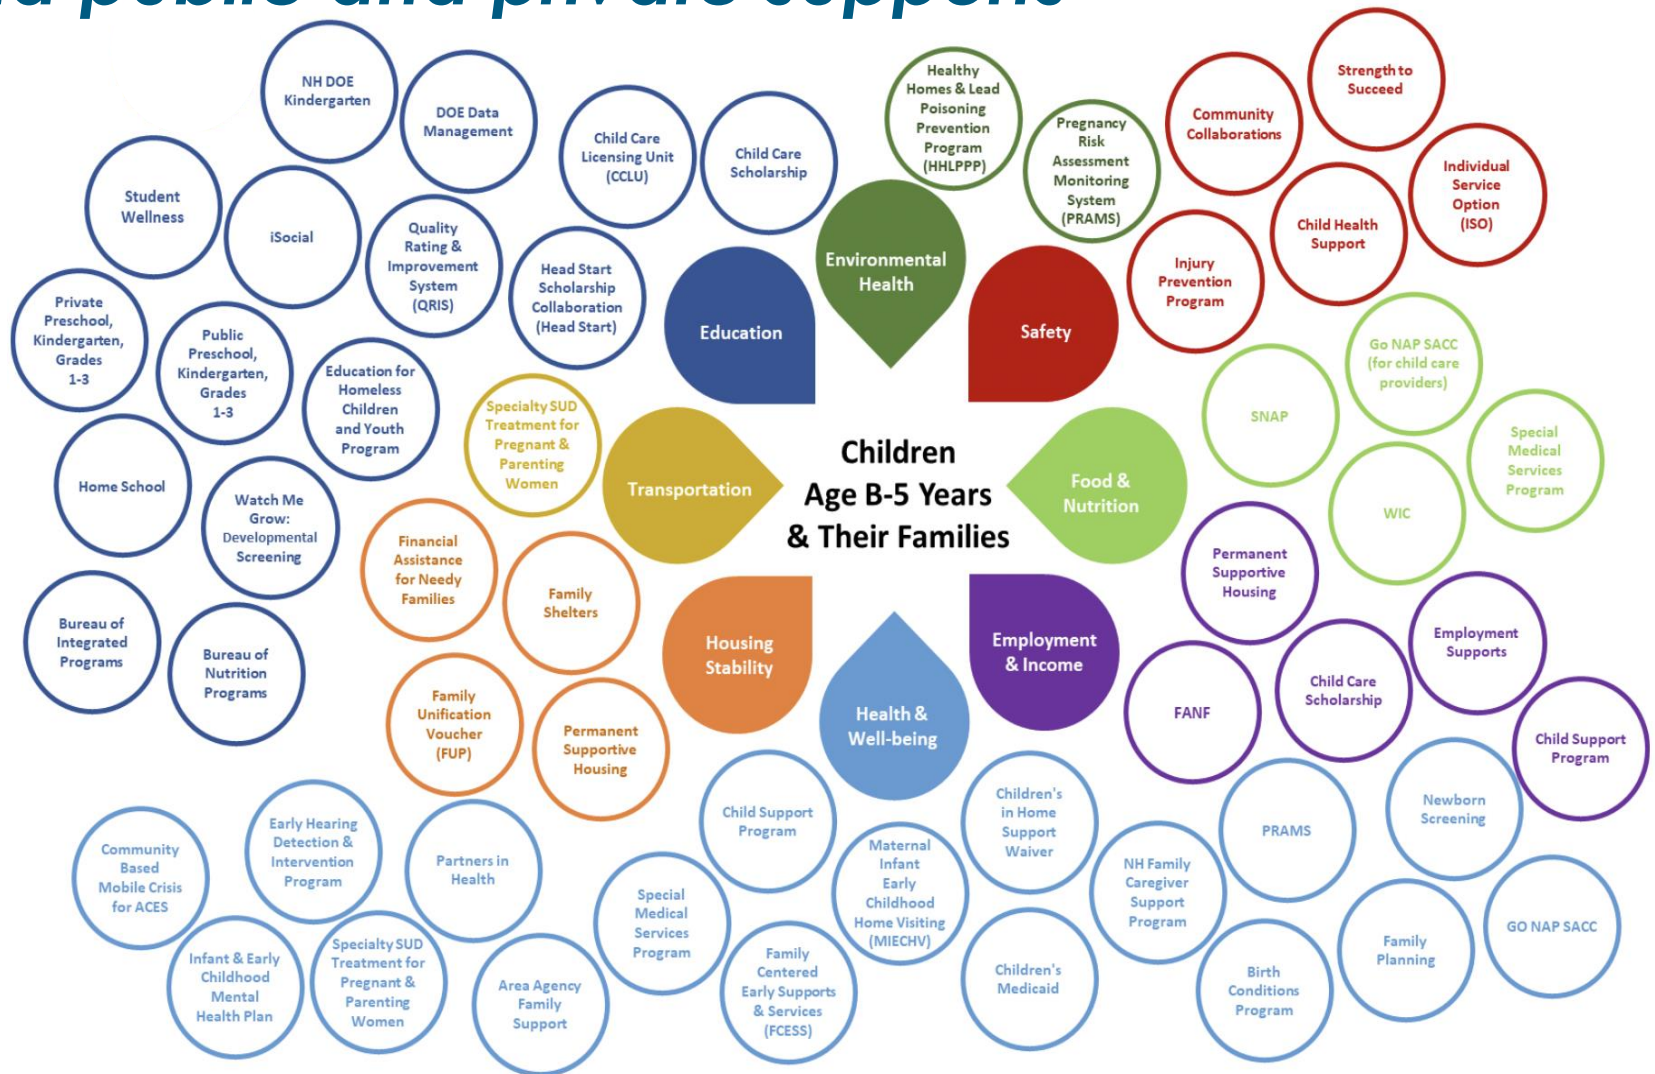 public and private supports
NH DOE
Kindergarten
DOE Data
Management
Child Care
Licensing Unit
(CCLU)
Child Care
Scholarship
Student
Wellness
iSocial
Quality
Rating &
Improvement
System
(QRIS)
Head Start
Scholarship
Collaboration
(Head Start)
Private
Preschool,
Kindergarten,
Grades
1-3
Public
Preschool,
Kindergarten,
Grades
1-3
Education for
Homeless
Children
and Youth
Program
Home School
Watch Me
Grow:
Developmental
Screening
Bureau of
Integrated
Programs
Bureau of
Nutrition
Programs
Education
Healthy
Homes & Lead
Poisoning
Prevention
Program
(HHLPPP)
Pregnancy
Risk
Assessment
Monitoring
System
(PRAMS)
Environmental
Health
Community
Collaborations
Strength to
Succeed
Individual
Service
Option
(ISO)
Child Health
Support
Injury
Prevention
Program
Safety
Specialty SUD
Treatment for
Pregnant &
Parenting
Women
Transportation
Children
Age B-5 Years
& Their Families
Food &
Nutrition
SNAP
Go NAP SACC
(for child care
providers)
Special
Medical
Services
Program
WIC
Financial
Assistance
for Needy
Families
Family
Shelters
Family
Unification
Voucher
(FUP)
Permanent
Supportive
Housing
Housing
Stability
Health &
Well-being
Employment
& Income
Permanent
Supportive
Housing
FANF
Child Care
Scholarship
Employment
Supports
Child Support
Program
Community
Based
Mobile Crisis
for ACES
Early Hearing
Detection &
Intervention
Program
Partners in
Health
Infant & Early
Childhood
Mental
Health Plan
Specialty SUD
Treatment for
Pregnant &
Parenting
Women
Area Agency
Family
Support
Special
Medical
Services
Program
Child Support
Program
Family
Centered
Early Supports
& Services
(FCESS)
Maternal
Infant
Early
Childhood
Home Visiting
(MIECHV)
Children's
in Home
Support
Waiver
Children's
Medicaid
NH Family
Caregiver
Support
Program
PRAMS
Birth
Conditions
Program
Newborn
Screening
Family
Planning
GO NAP SACC